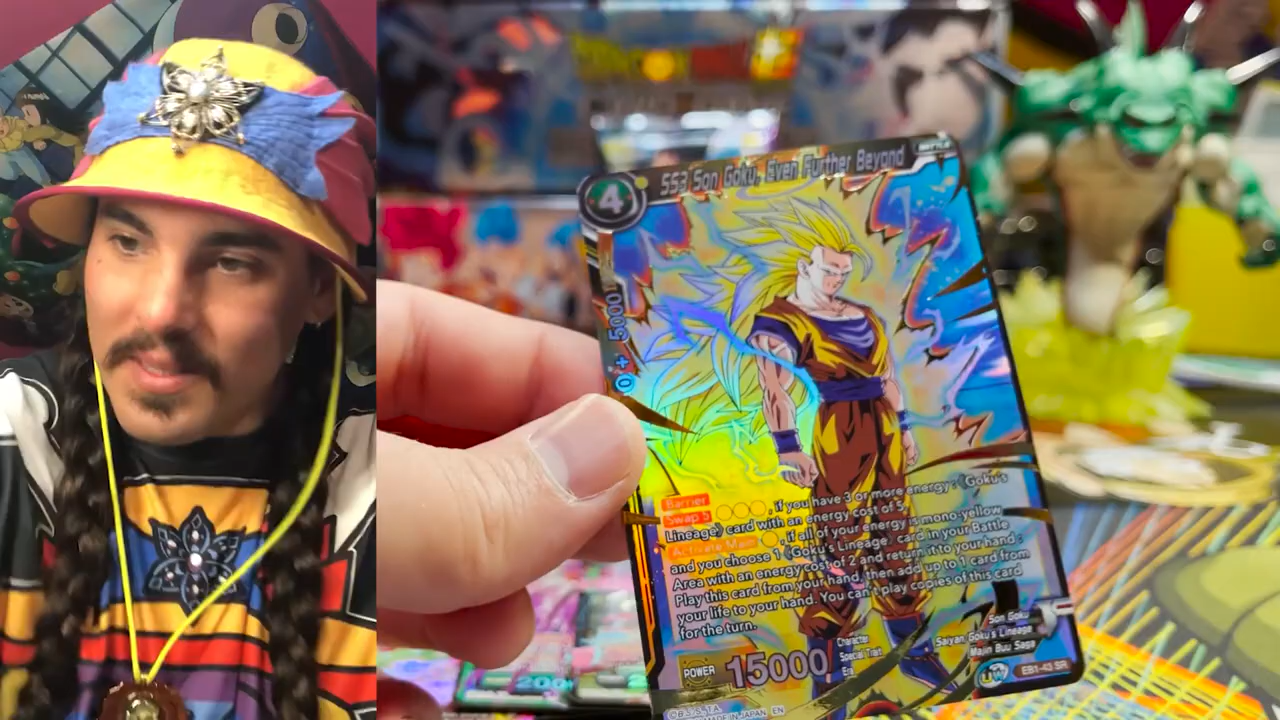 4
SS3 Son Goku, Even Further Beyond
BATTLE
5000
Barrier
Swap 5, if you have 3 or more energy: 《Goku's
Lineage》 card with an energy cost of 5.
Activate Main, if all of your energy is mono-yellow
and you choose 1 《Goku's Lineage》 card in your Battle
Area with an energy cost of 2 and return it to your hand :
Play this card from your hand, then add up to 1 card from
your life to your hand. You can't play copies of this card
for the turn.
POWER 15000
Character Son Goku
Special Trait Saiyan Goku's Lineage
Era Majin Buu Saga
UW EB1-43 SR
MADE IN JAPAN EN